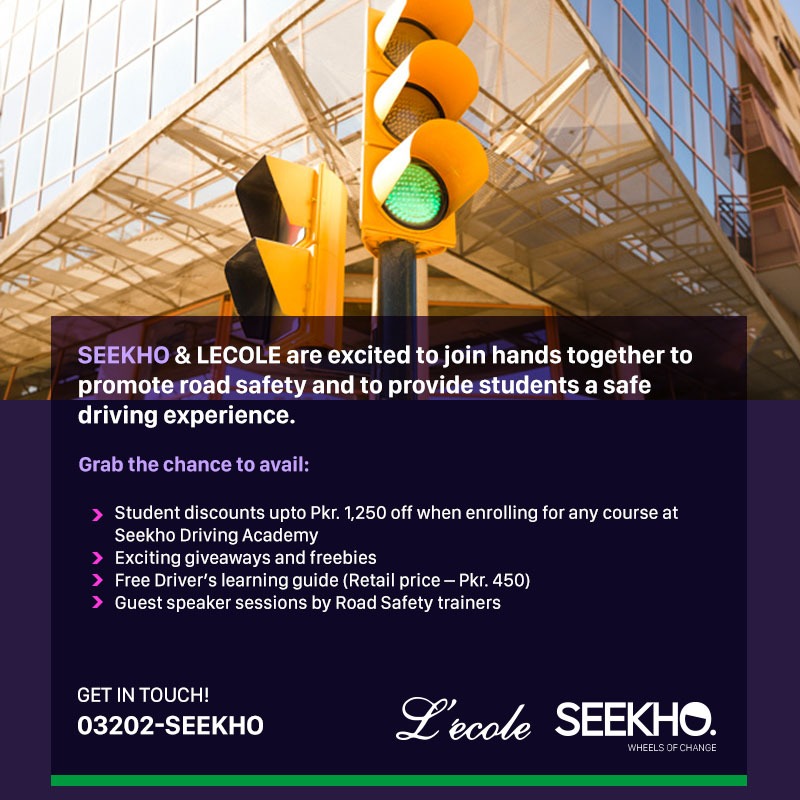 SEEKHO & LECOLE are excited to join hands together to
promote road safety and to provide students a safe
driving experience.
Grab the chance to avail:
Student discounts upto Pkr. 1,250 off when enrolling for any course at
Seekho Driving Academy
Exciting giveaways and freebies
Free Driver's learning guide (Retail price – Pkr. 450)
Guest speaker sessions by Road Safety trainers
GET IN TOUCH!
03202-SEEKHO
L'ecole
SEEKHO.
WHEELS OF CHANGE